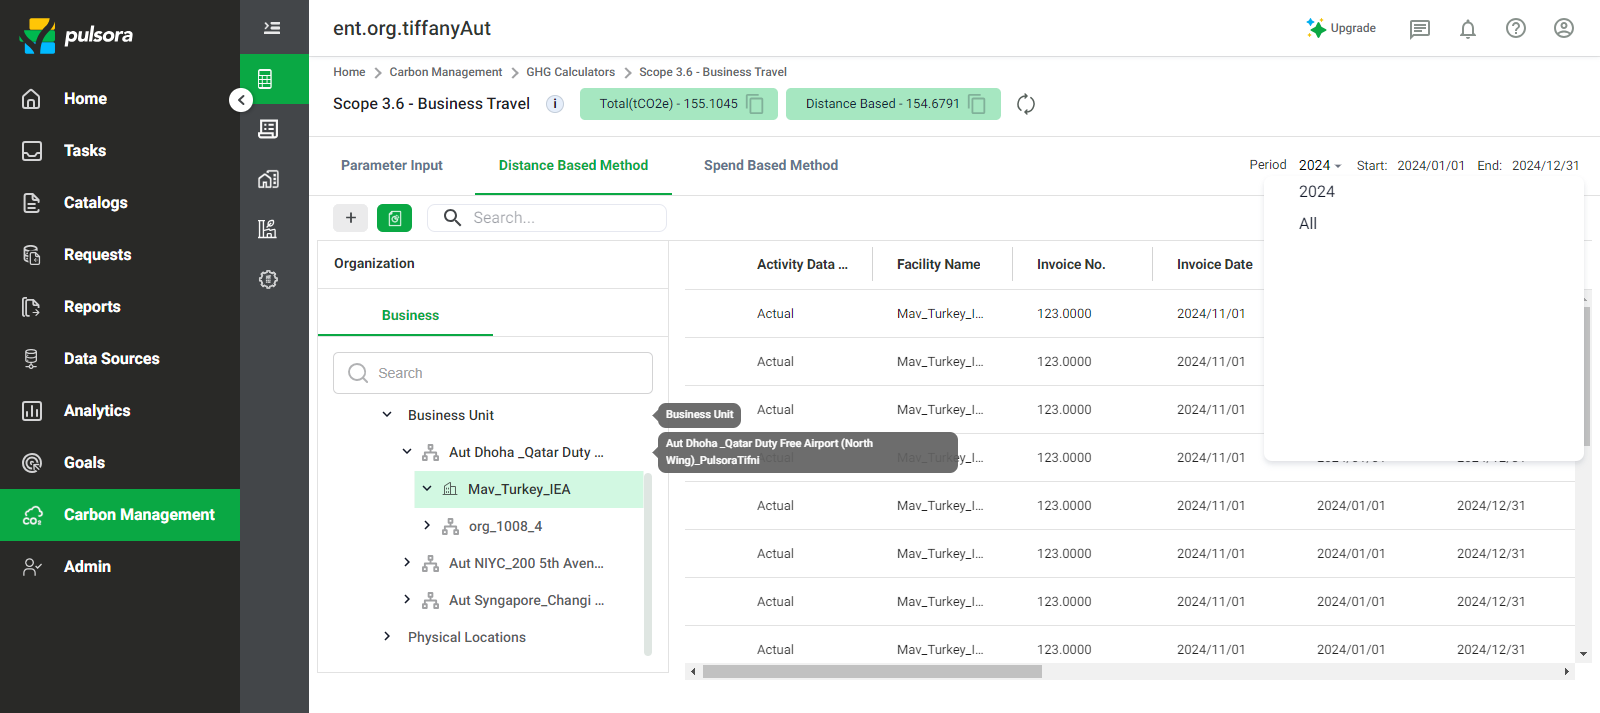 pulsora
ent.org.tiffanyAut
Upgrade
Home
Tasks
Catalogs
Requests
Reports
Data Sources
Analytics
Goals
Carbon Management
Admin
Home > Carbon Management > GHG Calculators > Scope 3.6 - Business Travel
Scope 3.6 - Business Travel
Total(tCO2e) - 155.1045
Distance Based - 154.6791
Parameter Input
Distance Based Method
Spend Based Method
Period 2024 Start: 2024/01/01 End: 2024/12/31
2024
All
Search...
Organization
Business
Search
Business Unit
Aut Dhoha _Qatar Duty ...
Mav_Turkey_IEA
org_1008_4
Aut NIYC_200 5th Aven...
Aut Syngapore_Changi ...
Physical Locations
Business Unit
Aut Dhoha _Qatar Duty Free Airport (North
Wing)_PulsoraTifni
Activity Data ... Facility Name Invoice No. Invoice Date
Actual Mav_Turkey_I... 123.0000 2024/11/01
Actual Mav_Turkey_I... 123.0000 2024/11/01
Actual Mav_Turkey_I... 123.0000 2024/11/01
Mav_Turkey_I... 123.0000 2024/11/01 2024/01/01 2024/12/31
Actual Mav_Turkey_I... 123.0000 2024/11/01 2024/01/01 2024/12/31
Actual Mav_Turkey_I... 123.0000 2024/11/01 2024/01/01 2024/12/31
Actual Mav_Turkey_I... 123.0000 2024/11/01 2024/01/01 2024/12/31
Actual Mav_Turkey_I... 123.0000 2024/11/01 2024/01/01 2024/12/31